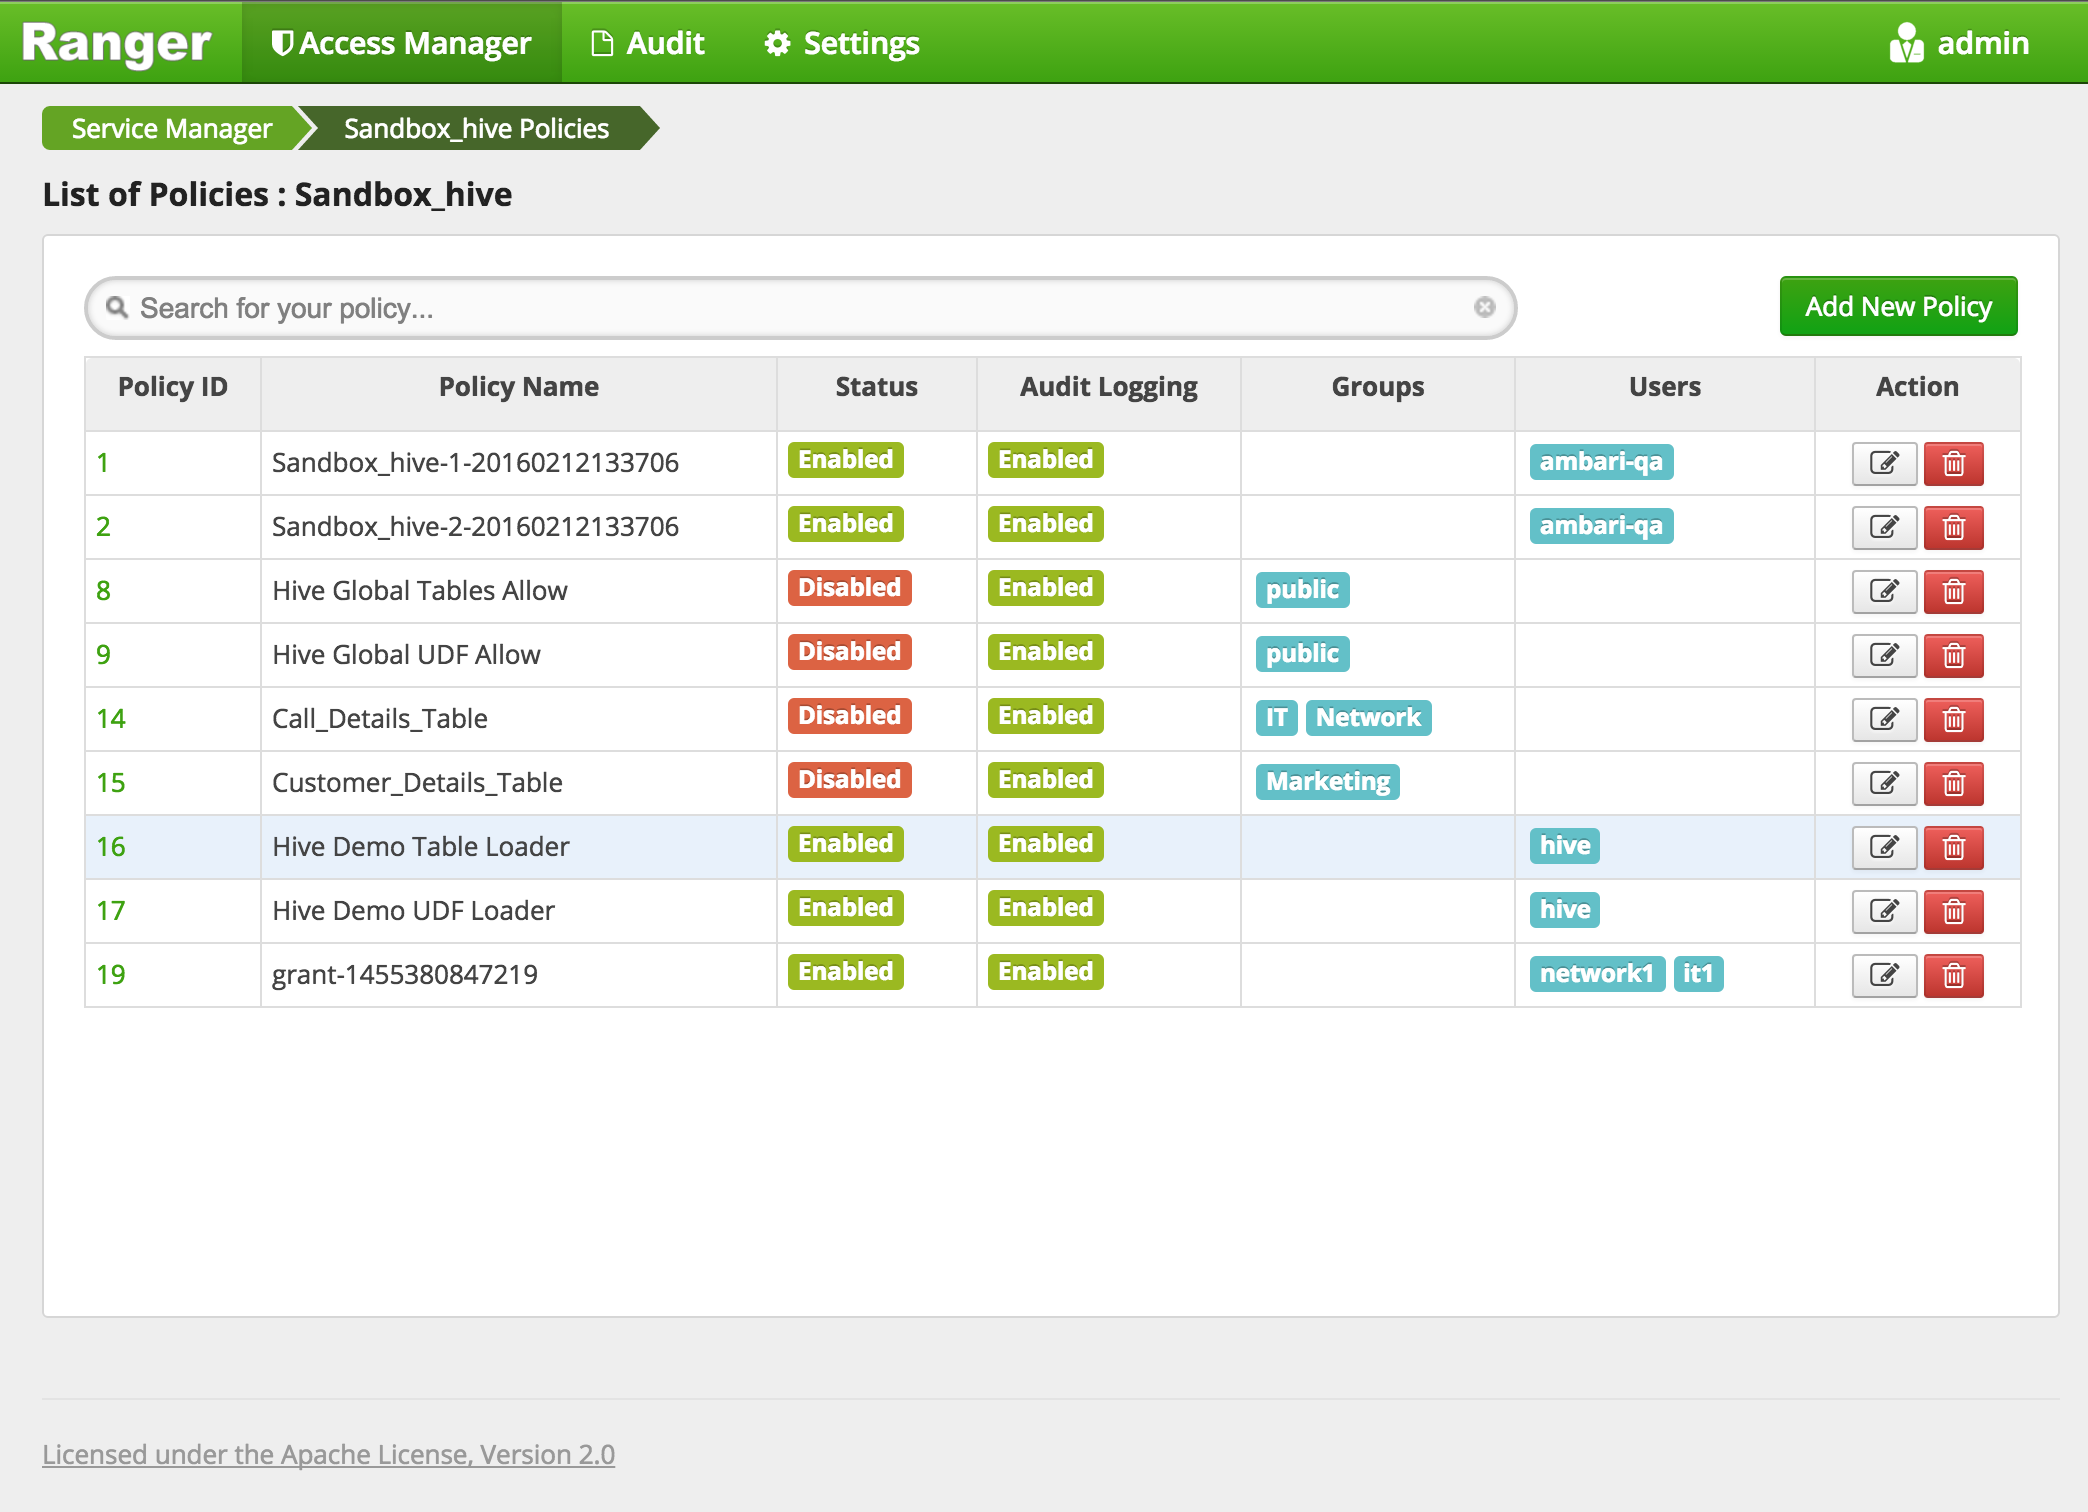 Ranger Access Manager Audit Settings admin
Service Manager Sandbox_hive Policies
List of Policies : Sandbox_hive
Search for your policy... Add New Policy
Policy ID Policy Name Status Audit Logging Groups Users Action
1 Sandbox_hive-1-20160212133706 Enabled Enabled ambari-qa
2 Sandbox_hive-2-20160212133706 Enabled Enabled ambari-qa
8 Hive Global Tables Allow Disabled Enabled public
9 Hive Global UDF Allow Disabled Enabled public
14 Call_Details_Table Disabled Enabled IT Network
15 Customer_Details_Table Disabled Enabled Marketing
16 Hive Demo Table Loader Enabled Enabled hive
17 Hive Demo UDF Loader Enabled Enabled hive
19 grant-1455380847219 Enabled Enabled network1 it1
Licensed under the Apache License, Version 2.0